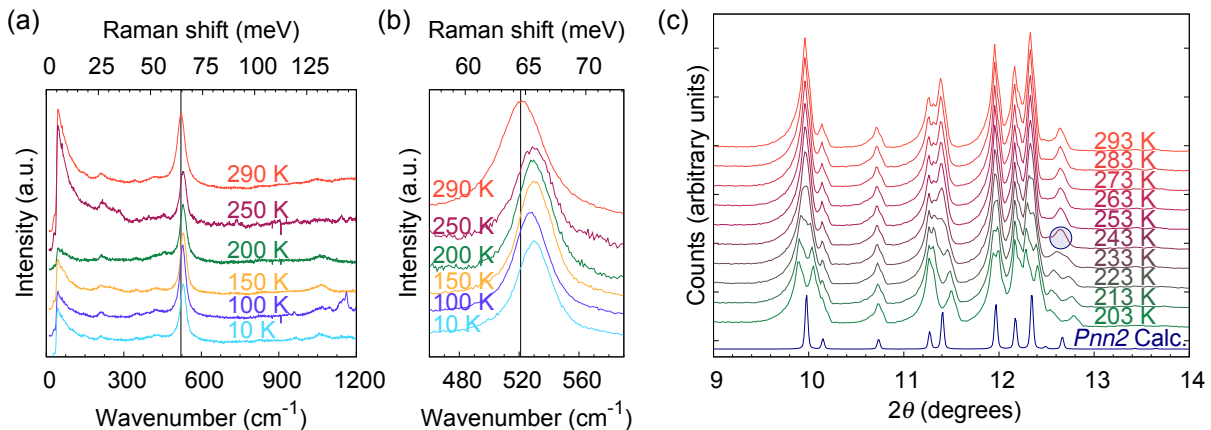 (a)
Raman shift (meV)
0 25 50 75 100 125
Intensity (a.u.)
290 K
250 K
200 K
150 K
100 K
10 K
0 300 600 900 1200
Wavenumber (cm⁻¹)
(b)
Raman shift (meV)
60 65 70
Intensity (a.u.)
290 K
250 K
200 K
150 K
100 K
10 K
480 520 560
Wavenumber (cm⁻¹)
(c)
Counts (arbitrary units)
293 K
283 K
273 K
263 K
253 K
243 K
233 K
223 K
213 K
203 K
Pnn2 Calc.
9 10 11 12 13 14
2θ (degrees)